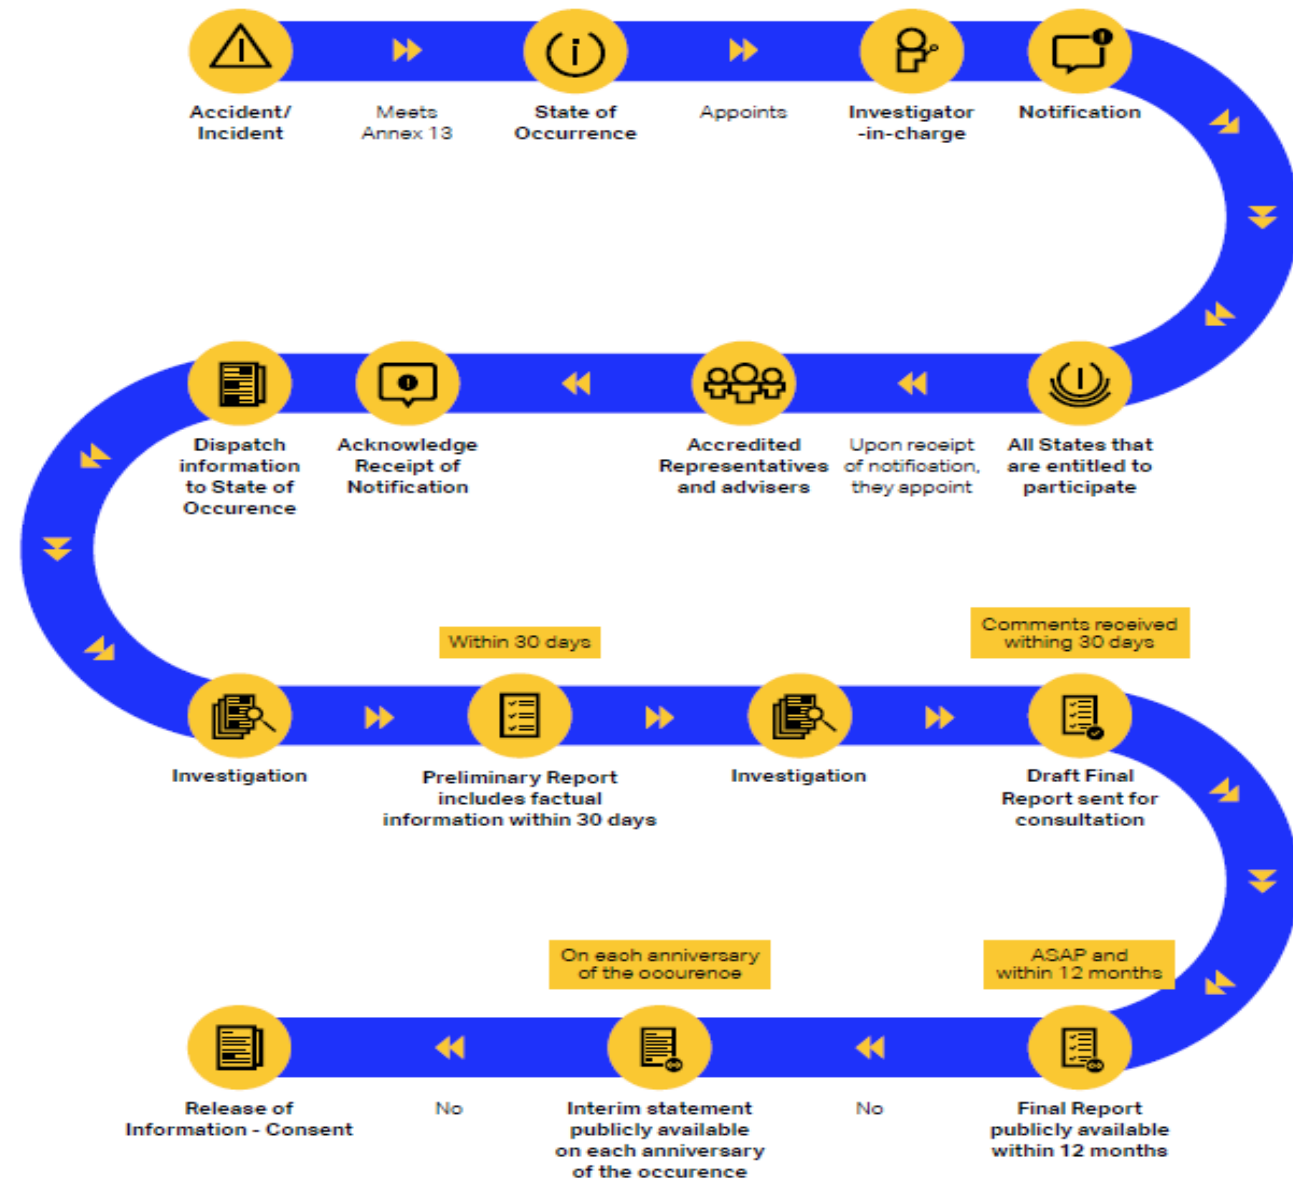 Accident/
Incident
Meets
Annex 13
State of
Occurrence
Appoints
Investigator
-in-charge
Notification
Dispatch
information
to State of
Occurence
Acknowledge
Receipt of
Notification
Accredited
Representatives
and advisers
Upon receipt
of notification,
they appoint
All States that
are entitled to
participate
Within 30 days
Comments received
withing 30 days
Investigation
Preliminary Report
includes factual
information within 30 days
Investigation
Draft Final
Report sent for
consultation
On each anniversary
of the occurence
ASAP and
within 12 months
Release of
Information - Consent
No
Interim statement
publicly available
on each anniversary
of the occurence
No
Final Report
publicly available
within 12 months